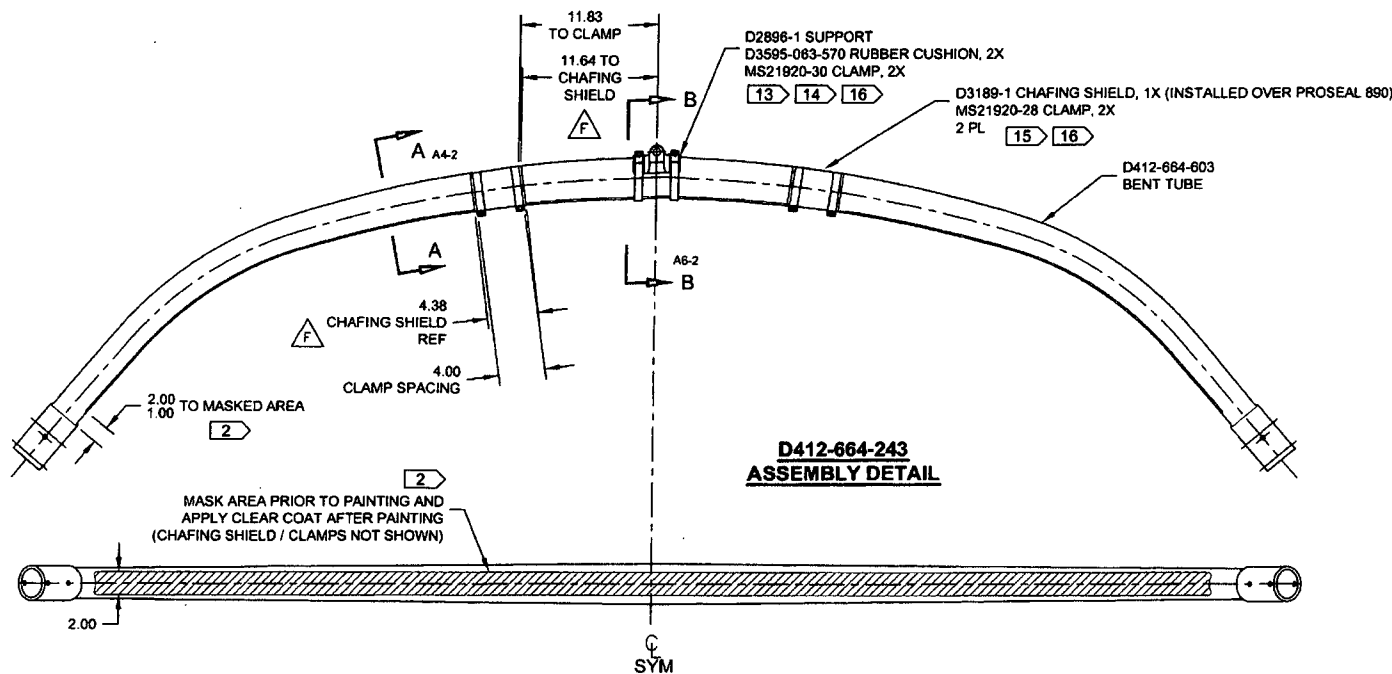 11.83
TO CLAMP
11.64 TO
CHAFING
SHIELD
F
B
D2896-1 SUPPORT
D3595-063-570 RUBBER CUSHION, 2X
MS21920-30 CLAMP, 2X
13 14 16
D3189-1 CHAFING SHIELD, 1X (INSTALLED OVER PROSEAL 890)
MS21920-28 CLAMP, 2X
2 PL 15 16
D412-664-603
BENT TUBE
A A4-2
A
A6-2
B
4.38
CHAFING SHIELD
REF
F
4.00
CLAMP SPACING
2.00
1.00 TO MASKED AREA
2
D412-664-243
ASSEMBLY DETAIL
2
MASK AREA PRIOR TO PAINTING AND
APPLY CLEAR COAT AFTER PAINTING
(CHAFING SHIELD / CLAMPS NOT SHOWN)
2.00
CL
SYM